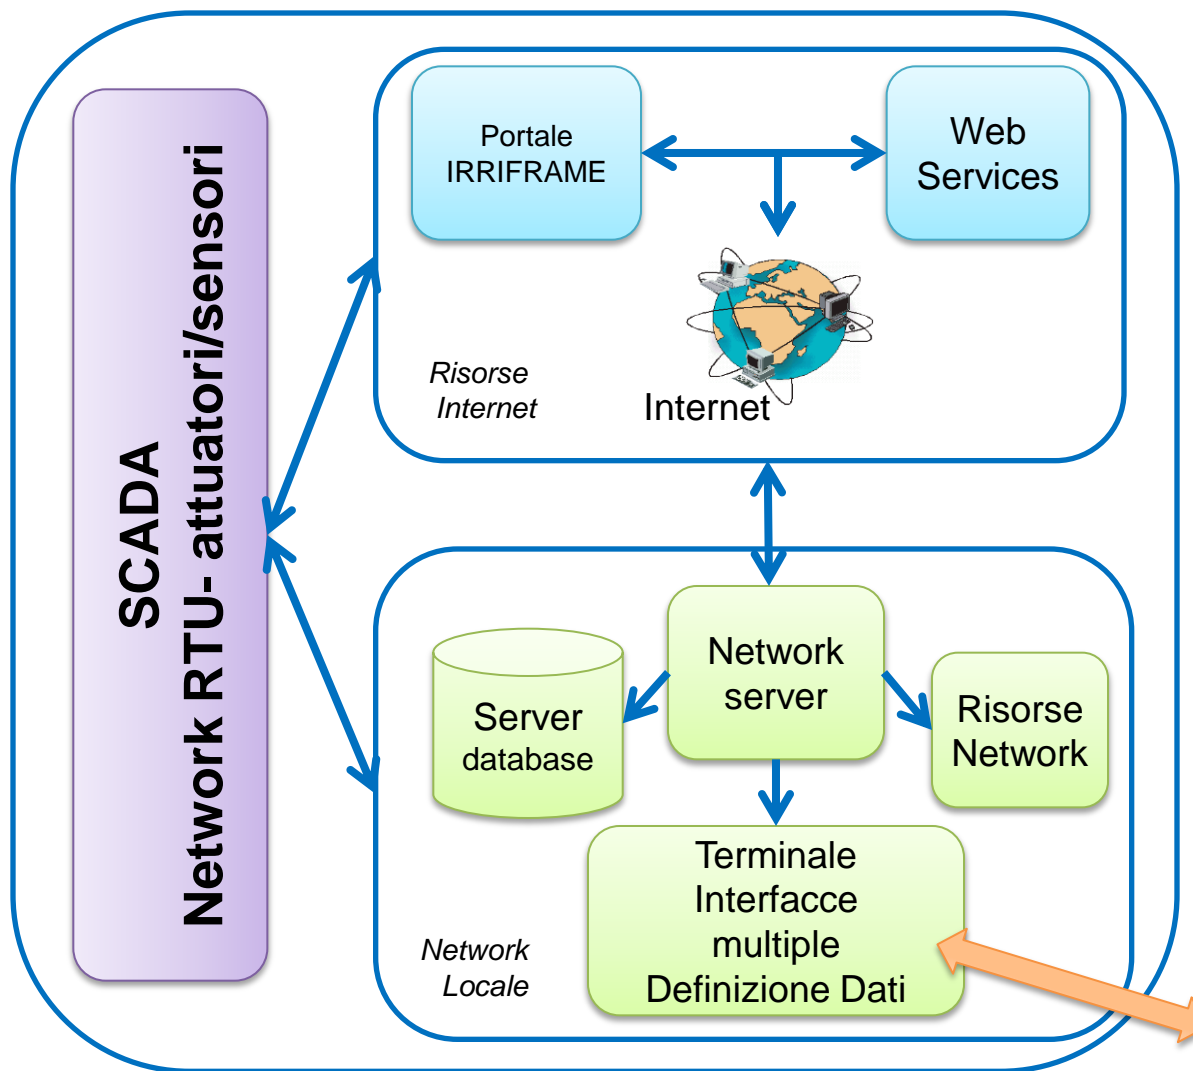 SCADA
Network RTU- attuatori/sensori
Portale
IRRIFRAME
Web
Services
Risorse
Internet
Internet
Network
server
Server
database
Risorse
Network
Terminale
Interfacce
multiple
Definizione Dati
Network
Locale